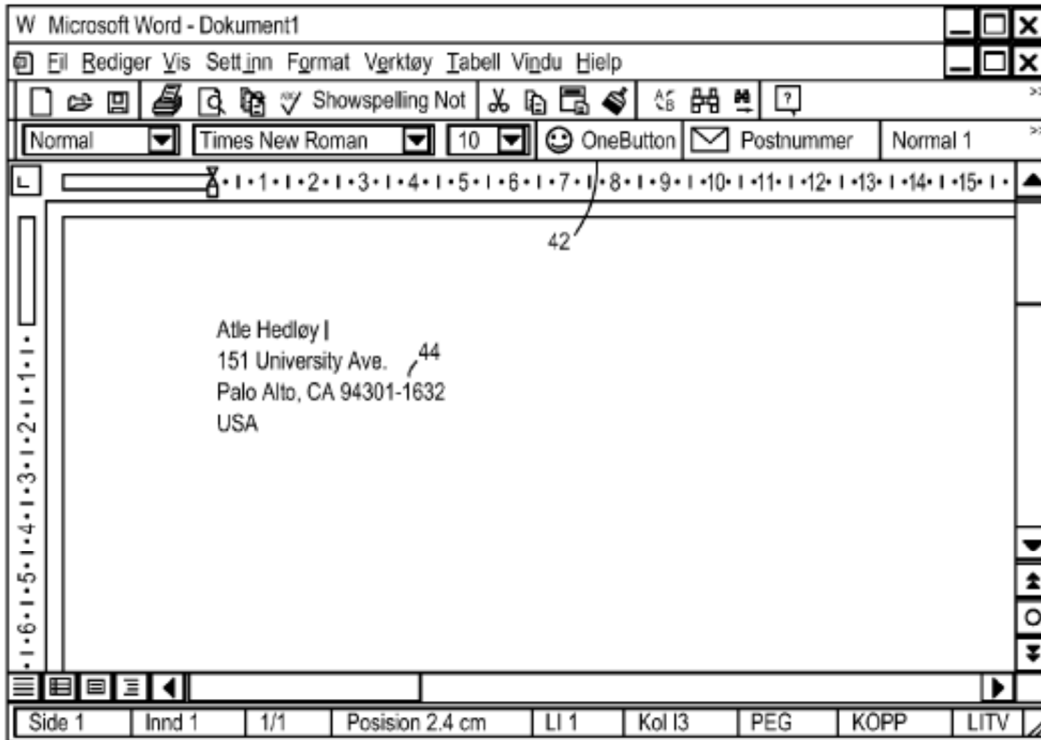 W Microsoft Word - Dokument1
Fil Rediger Vis Sett inn Format Verktøy Tabell Vindu Hielp
ABC Showspelling Not ?
Normal Times New Roman 10 OneButton Postnummer Normal 1
1 2 3 4 5 6 7 8 9 10 11 12 13 14 15
42
Atle Hedløy
151 University Ave.
44
Palo Alto, CA 94301-1632
USA
1 2 3 4 5 6
Side 1 Innd 1 1/1 Posision 2.4 cm LI 1 Kol I3 PEG KOPP LITV